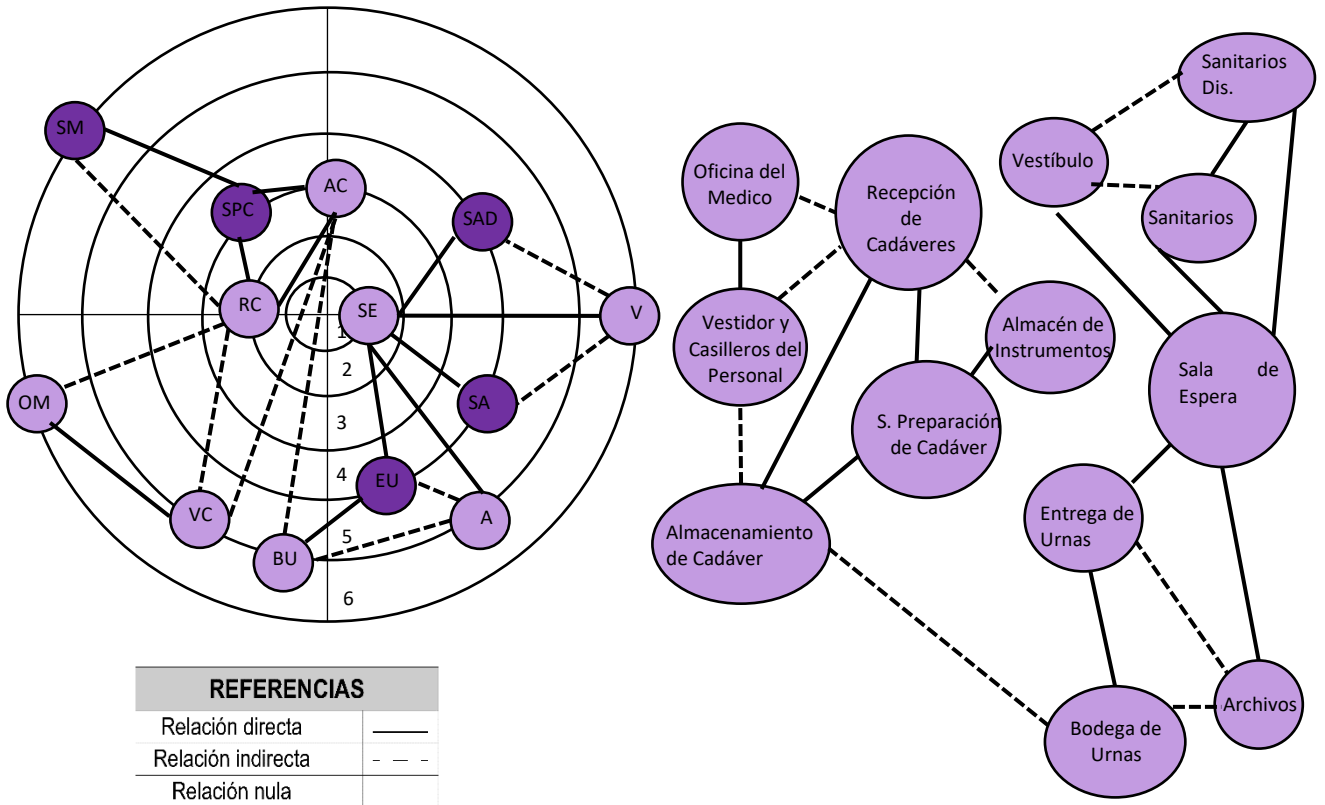 SM
AC
SPC
SAD
RC
SE
V
1
2
OM
SA
3
4
EU
VC
A
5
BU
6
REFERENCIAS
Relación directa
Relación indirecta
Relación nula
Oficina del
Medico
Recepción
de
Cadáveres
Vestidor y
Casilleros del
Personal
Almacén de
Instrumentos
S. Preparación
de Cadáver
Almacenamiento
de Cadáver
Sanitarios
Dis.
Vestíbulo
Sanitarios
Sala de
Espera
Entrega de
Urnas
Archivos
Bodega de
Urnas